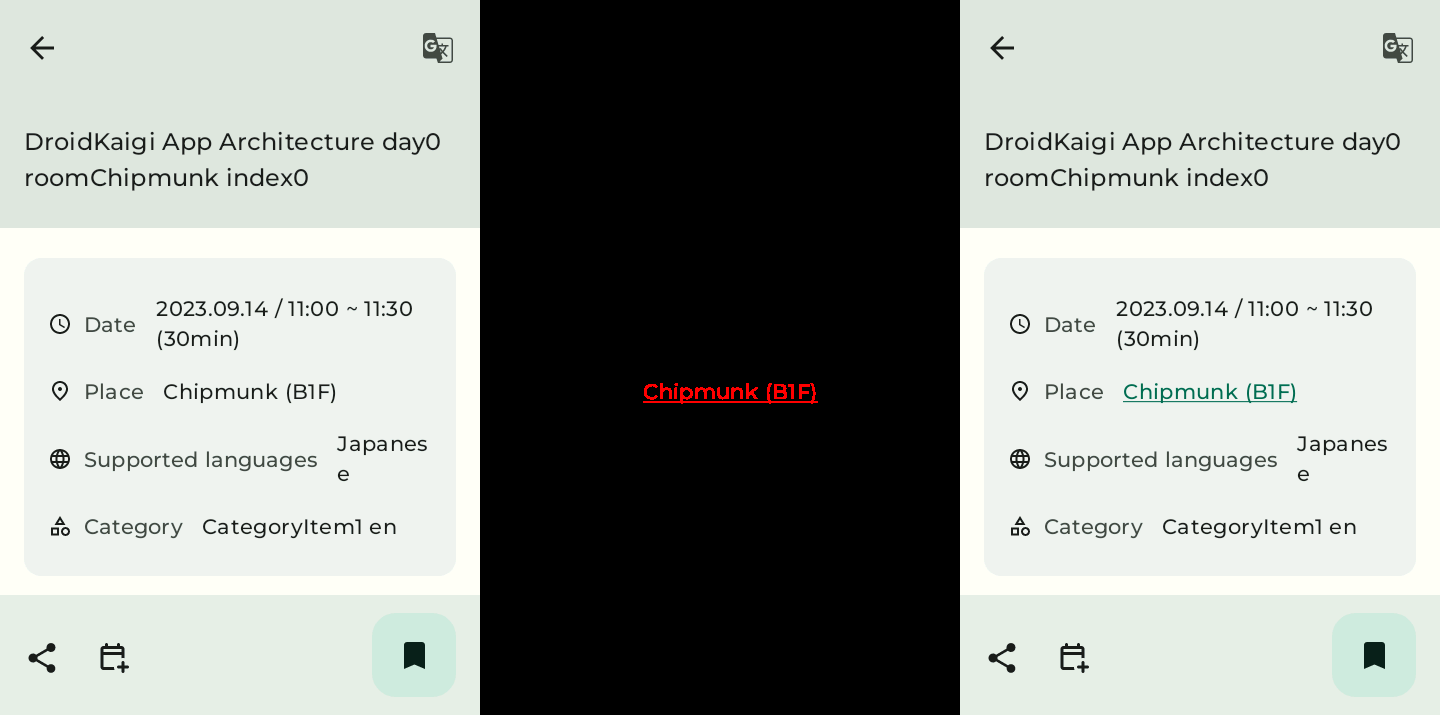 DroidKaigi App Architecture day0
roomChipmunk index0
Date 2023.09.14 / 11:00 ~ 11:30
(30min)
Place Chipmunk (B1F)
Supported languages Japanes
e
Category CategoryItem1 en
Chipmunk (B1F)
DroidKaigi App Architecture day0
roomChipmunk index0
Date 2023.09.14 / 11:00 ~ 11:30
(30min)
Place Chipmunk (B1F)
Supported languages Japanes
e
Category CategoryItem1 en